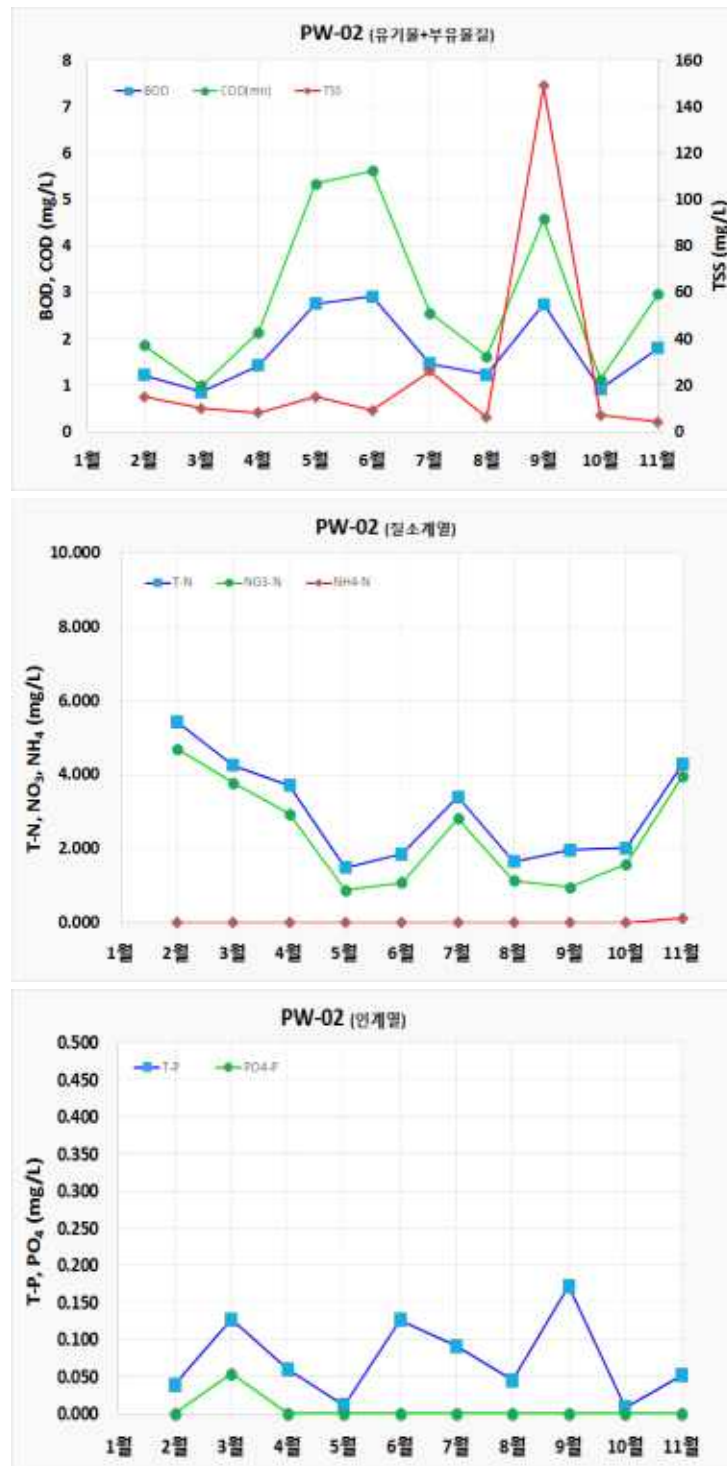 PW-02 (유기물+부유물질)
BOD COD(mn) TSS
BOD, COD (mg/L)
TSS (mg/L)
8 160
7 140
6 120
5 100
4 80
3 60
2 40
1 20
0 0
1월 2월 3월 4월 5월 6월 7월 8월 9월 10월 11월
PW-02 (질소계열)
T-N NO3-N NH4-N
T-N, NO₃, NH₄ (mg/L)
10.000
8.000
6.000
4.000
2.000
0.000
1월 2월 3월 4월 5월 6월 7월 8월 9월 10월 11월
PW-02 (인계열)
T-P PO4-P
T-P, PO₄ (mg/L)
0.500
0.450
0.400
0.350
0.300
0.250
0.200
0.150
0.100
0.050
0.000
1월 2월 3월 4월 5월 6월 7월 8월 9월 10월 11월